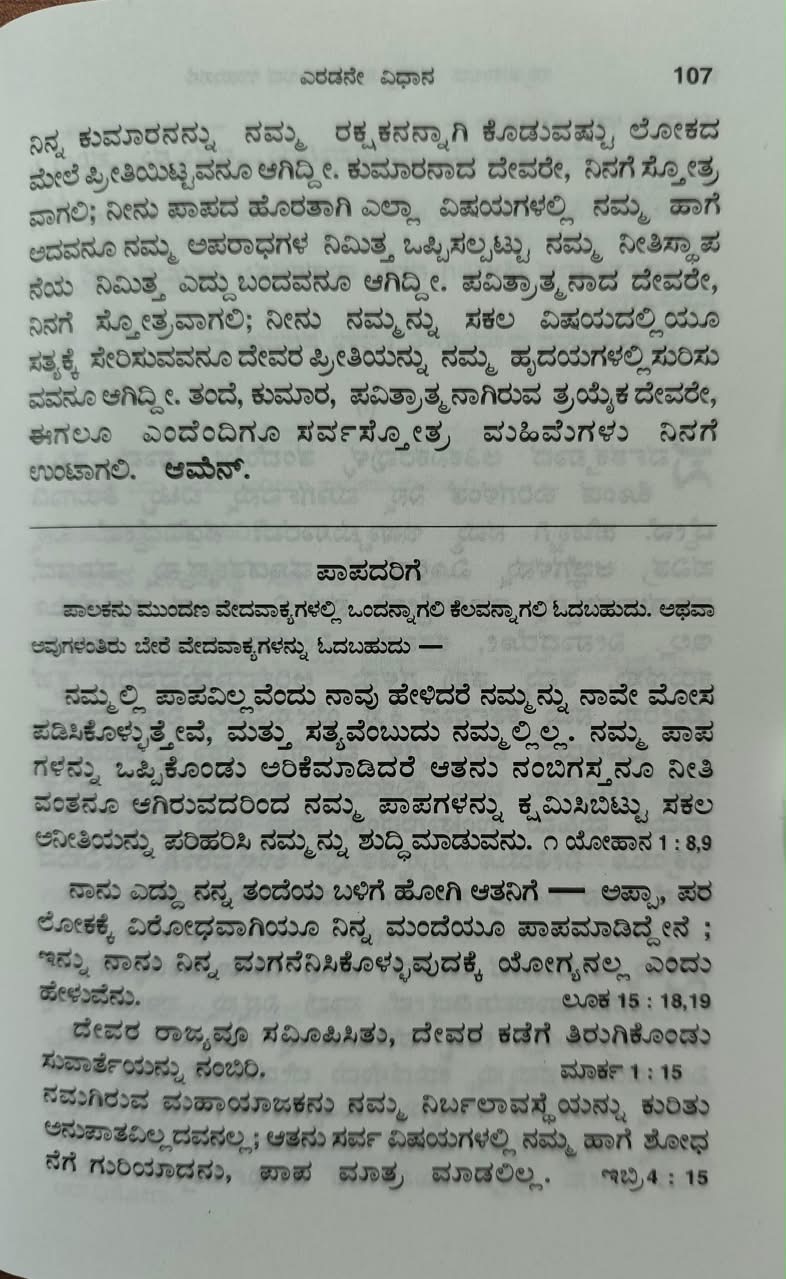 ಎರಡನೇ ವಿಧಾನ 107
ನಿನ್ನ ಕುಮಾರನನ್ನು ನಮ್ಮ ರಕ್ಷಕನನ್ನಾಗಿ ಕೊಡುವಷ್ಟು ಲೋಕದ
ಮೇಲೆ ಪ್ರೀತಿಯಿಟ್ಟವನೂ ಆಗಿದ್ದೀ. ಕುಮಾರನಾದ ದೇವರೇ, ನಿನಗೆ ಸ್ತೋತ್ರ
ವಾಗಲಿ; ನೀನು ಪಾಪದ ಹೊರತಾಗಿ ಎಲ್ಲಾ ವಿಷಯಗಳಲ್ಲಿ ನಮ್ಮ ಹಾಗೆ
ಆದವನೂ ನಮ್ಮ ಅಪರಾಧಗಳ ನಿಮಿತ್ತ ಒಪ್ಪಿಸಲ್ಪಟ್ಟು ನಮ್ಮ ನೀತಿಸ್ಥಾಪ
ನೆಯ ನಿಮಿತ್ತ ಎದ್ದುಬಂದವನೂ ಆಗಿದ್ದೀ. ಪವಿತ್ರಾತ್ಮನಾದ ದೇವರೇ,
ನಿನಗೆ ಸ್ತೋತ್ರವಾಗಲಿ; ನೀನು ನಮ್ಮನ್ನು ಸಕಲ ವಿಷಯದಲ್ಲಿಯೂ
ಸತ್ಯಕ್ಕೆ ಸೇರಿಸುವವನೂ ದೇವರ ಪ್ರೀತಿಯನ್ನು ನಮ್ಮ ಹೃದಯಗಳಲ್ಲಿಸುರಿಸು
ವವನೂ ಆಗಿದ್ದೀ. ತಂದೆ, ಕುಮಾರ, ಪವಿತ್ರಾತ್ಮನಾಗಿರುವ ತ್ರಯೈಕ ದೇವರೇ,
ಈಗಲೂ ಎಂದೆಂದಿಗೂ ಸರ್ವಸ್ತೋತ್ರ ಮಹಿಮೆಗಳು ನಿನಗೆ
ಉಂಟಾಗಲಿ. ಆಮೆನ್.
ಪಾಪದರಿಗೆ
ಪಾಲಕನು ಮುಂದಣ ವೇದವಾಕ್ಯಗಳಲ್ಲಿ ಒಂದನ್ನಾಗಲಿ ಕೆಲವನ್ನಾಗಲಿ ಓದಬಹುದು. ಅಥವಾ
ಅವುಗಳಂತಿರು ಬೇರೆ ವೇದವಾಕ್ಯಗಳನ್ನು ಓದಬಹುದು —
ನಮ್ಮಲ್ಲಿ ಪಾಪವಿಲ್ಲವೆಂದು ನಾವು ಹೇಳಿದರೆ ನಮ್ಮನ್ನು ನಾವೇ ಮೋಸ
ಪಡಿಸಿಕೊಳ್ಳುತ್ತೇವೆ, ಮತ್ತು ಸತ್ಯವೆಂಬುದು ನಮ್ಮಲ್ಲಿಲ್ಲ. ನಮ್ಮ ಪಾಪ
ಗಳನ್ನು ಒಪ್ಪಿಕೊಂಡು ಅರಿಕೆಮಾಡಿದರೆ ಆತನು ನಂಬಿಗಸ್ತನೂ ನೀತಿ
ವಂತನೂ ಆಗಿರುವದರಿಂದ ನಮ್ಮ ಪಾಪಗಳನ್ನು ಕ್ಷಮಿಸಿಬಿಟ್ಟು ಸಕಲ
ಅನೀತಿಯನ್ನು ಪರಿಹರಿಸಿ ನಮ್ಮನ್ನು ಶುದ್ಧಿಮಾಡುವನು. ೧ ಯೋಹಾನ 1 : 8,9
ನಾನು ಎದ್ದು ನನ್ನ ತಂದೆಯ ಬಳಿಗೆ ಹೋಗಿ ಆತನಿಗೆ — ಅಪ್ಪಾ, ಪರ
ಲೋಕಕ್ಕೆ ವಿರೋಧವಾಗಿಯೂ ನಿನ್ನ ಮುಂದೆಯೂ ಪಾಪಮಾಡಿದ್ದೇನೆ ;
ಇನ್ನು ನಾನು ನಿನ್ನ ಮಗನೆನಿಸಿಕೊಳ್ಳುವುದಕ್ಕೆ ಯೋಗ್ಯನಲ್ಲ ಎಂದು
ಹೇಳುವೆನು. ಲೂಕ 15 : 18,19
ದೇವರ ರಾಜ್ಯವೂ ಸಮೀಪಿಸಿತು, ದೇವರ ಕಡೆಗೆ ತಿರುಗಿಕೊಂಡು
ಸುವಾರ್ತೆಯನ್ನು ನಂಬಿರಿ. ಮಾರ್ಕ 1 : 15
ನಮಗಿರುವ ಮಹಾಯಾಜಕನು ನಮ್ಮ ನಿರ್ಬಲಾವಸ್ಥೆಯನ್ನು ಕುರಿತು
ಅನುಪಾತವಿಲ್ಲದವನಲ್ಲ; ಆತನು ಸರ್ವ ವಿಷಯಗಳಲ್ಲಿ ನಮ್ಮ ಹಾಗೆ ಶೋಧ
ನೆಗೆ ಗುರಿಯಾದನು, ಪಾಪ ಮಾತ್ರ ಮಾಡಲಿಲ್ಲ. ಇಬ್ರಿ4 : 15